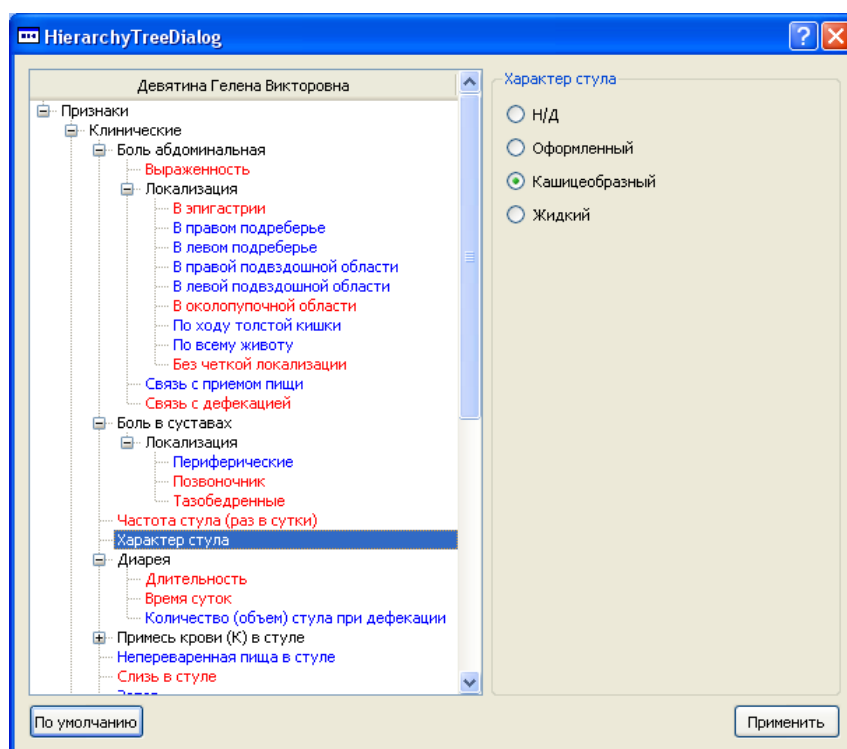 HierarchyTreeDialog
Девятина Гелена Викторовна
Признаки
Клинические
Боль абдоминальная
Выраженность
Локализация
В эпигастрии
В правом подреберье
В левом подреберье
В правой подвздошной области
В левой подвздошной области
В околопупочной области
По ходу толстой кишки
По всему животу
Без четкой локализации
Связь с приемом пищи
Связь с дефекацией
Боль в суставах
Локализация
Периферические
Позвоночник
Тазобедренные
Частота стула (раз в сутки)
Характер стула
Диарея
Длительность
Время суток
Количество (объем) стула при дефекации
Примесь крови (К) в стуле
Непереваренная пища в стуле
Слизь в стуле
Характер стула
Н/Д
Оформленный
Кашицеобразный
Жидкий
По умолчанию
Применить